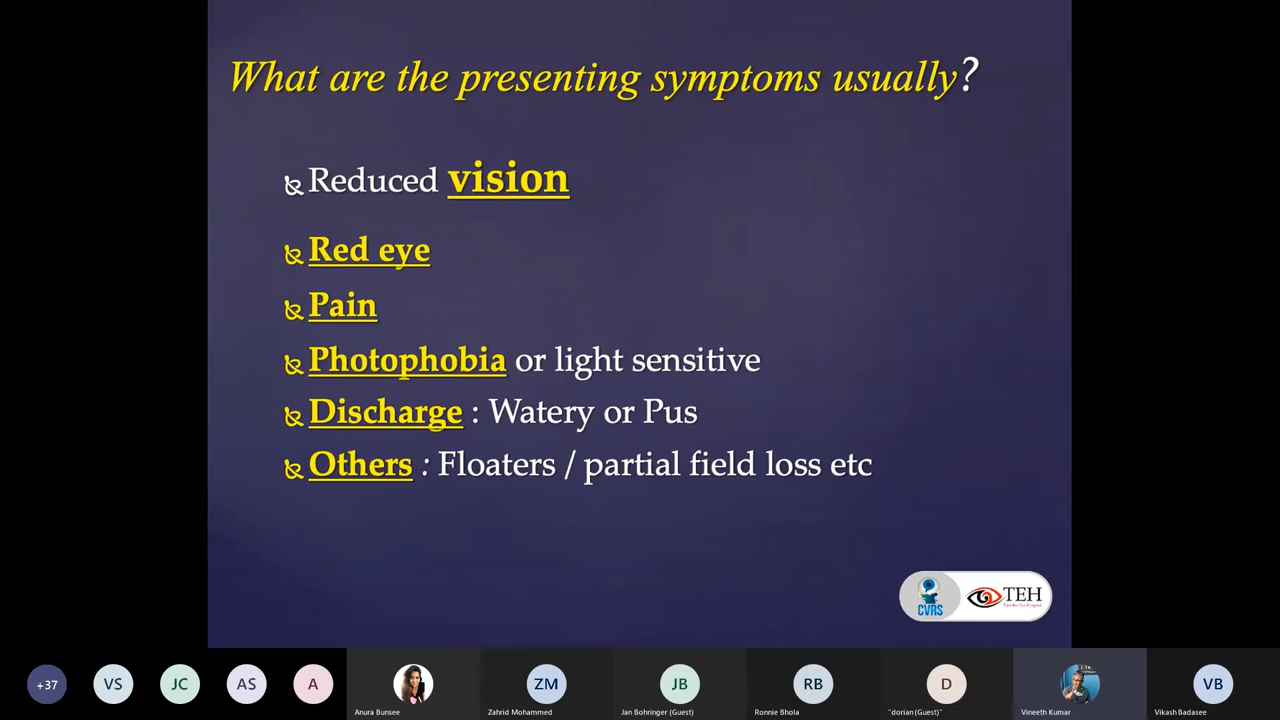 What are the presenting symptoms usually?
Reduced vision
Red eye
Pain
Photophobia or light sensitive
Discharge : Watery or Pus
Others : Floaters / partial field loss etc
CVRS
TEH
+37
VS
JC
AS
A
ZM
JB
RB
D
VB
Anura Bunsee
Zahrid Mohammed
Jan Bohringer (Guest)
Ronnie Bhola
"dorian (Guest)"
Vineeth Kumar
Vikash Badasee